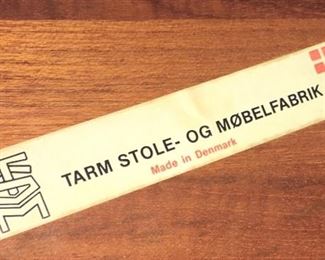 TARM STOLE- OG MØBELFABRIK
Made in Denmark